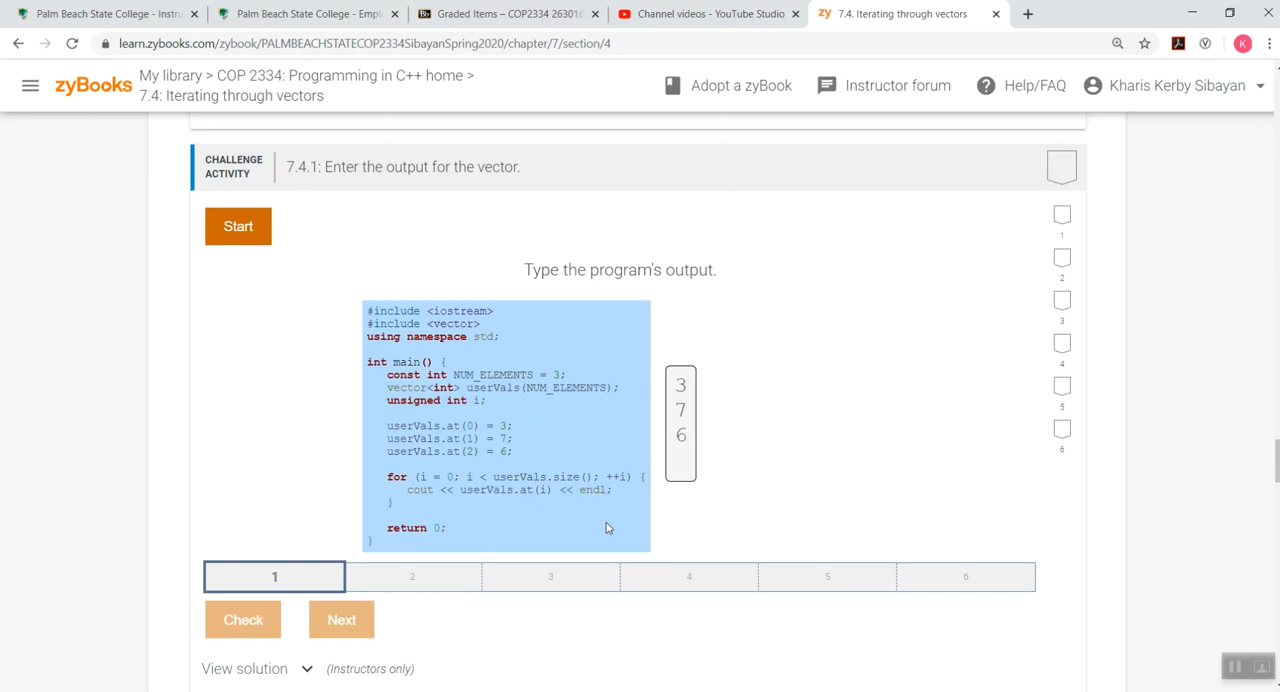 Palm Beach State College - Instru
Palm Beach State College - Empl
Bb Graded Items – COP2334 263016
Channel videos - YouTube Studio
zy 7.4. Iterating through vectors
learn.zybooks.com/zybook/PALMBEACHSTATECOP2334SibayanSpring2020/chapter/7/section/4
K
zyBooks
My library > COP 2334: Programming in C++ home >
7.4: Iterating through vectors
Adopt a zyBook
Instructor forum
Help/FAQ
Kharis Kerby Sibayan
CHALLENGE
ACTIVITY
7.4.1: Enter the output for the vector.
Start
Type the program's output.
#include <iostream>
#include <vector>
using namespace std;
int main() {
const int NUM_ELEMENTS = 3;
vector<int> userVals(NUM_ELEMENTS);
unsigned int i;
userVals.at(0) = 3;
userVals.at(1) = 7;
userVals.at(2) = 6;
for (i = 0; i < userVals.size(); ++i) {
cout << userVals.at(i) << endl;
}
return 0;
}
3
7
6
1
2
3
4
5
6
1 2 3 4 5 6
Check
Next
View solution (Instructors only)